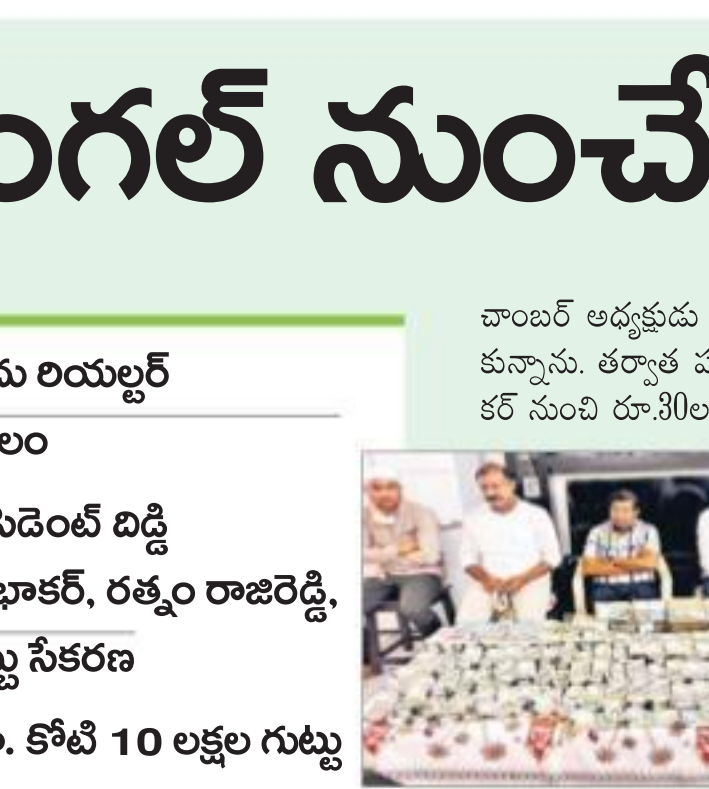 ంగల్ నుంచే
ను రియల్టర్
లం
సిడెంట్ దిడ్డి
భాకర్, రత్నం రాజిరెడ్డి,
బ్బు సేకరణ
. కోటి 10 లక్షల గుట్టు
చాంబర్ అధ్యక్షుడు
కున్నాను. తర్వాత
కర్ నుంచి రూ.30ల